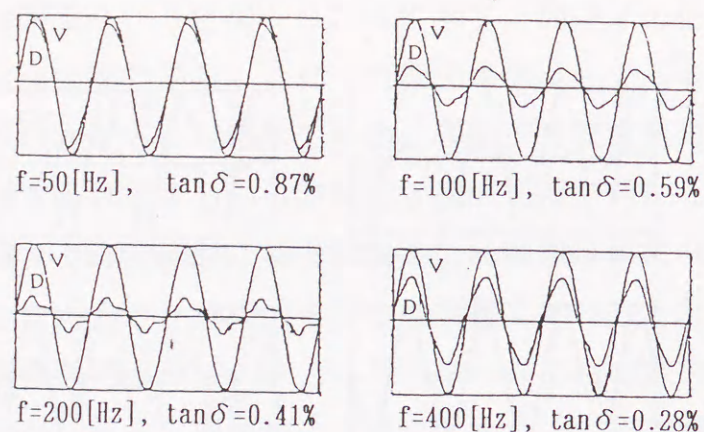 D V
D V
f=50[Hz], tanδ=0.87%
f=100[Hz], tanδ=0.59%
D V
D V
f=200[Hz], tanδ=0.41%
f=400[Hz], tanδ=0.28%